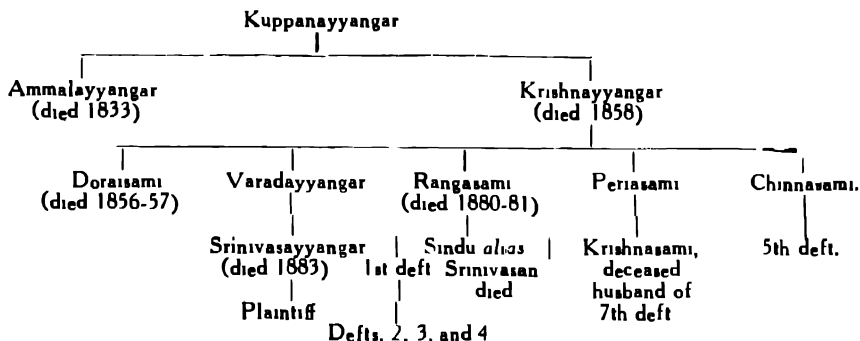 Kuppanayyangar
Ammalayyangar Krishnayyangar
(died 1833) (died 1858)
Doraisami Varadayyangar Rangasami Periasami Chinnasami.
(died 1856-57) (died 1880-81)
Srinivasayyangar Sindu alias Krishnasami, 5th deft.
(died 1883) 1st deft Srinivasan deceased
died husband of
Plaintiff 7th deft
Defts. 2, 3, and 4